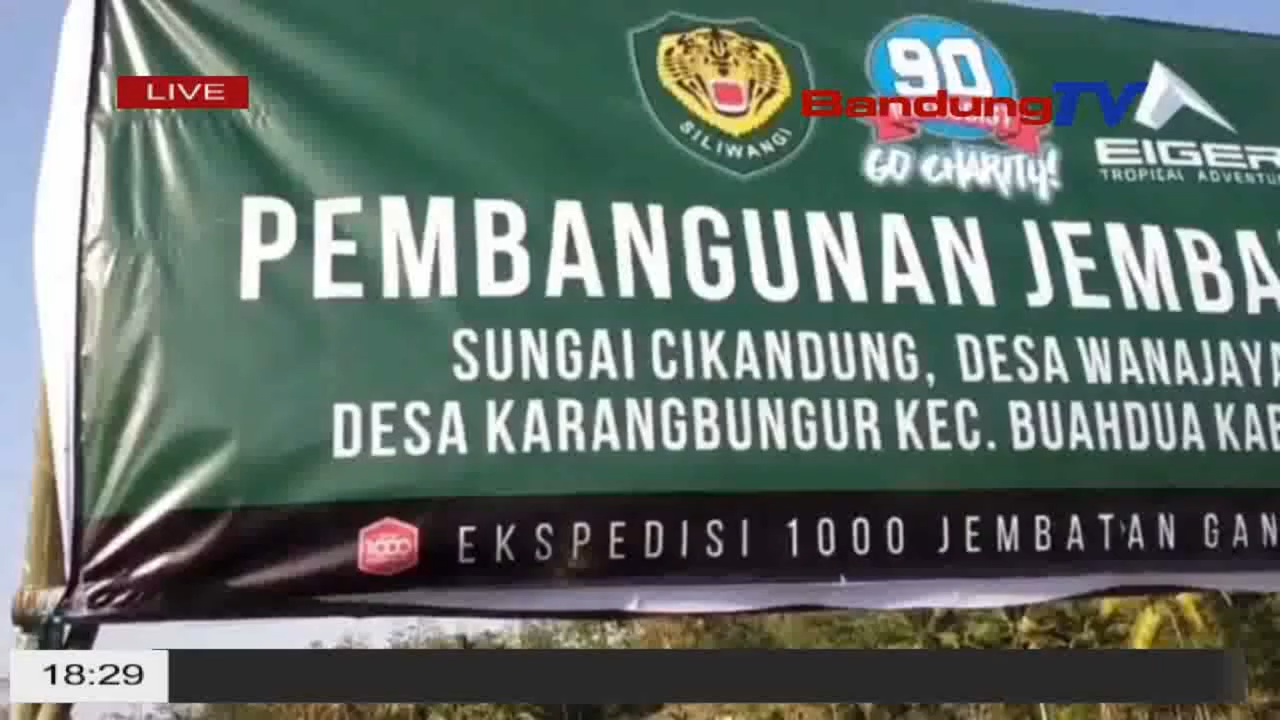 LIVE
SILIWANGI
90
GO CHARITY!
BandungTV
EIGER
TROPICAL ADVENTU
PEMBANGUNAN JEMBA
SUNGAI CIKANDUNG, DESA WANAJAYA
DESA KARANGBUNGUR KEC. BUAHDUA KAB
1000
EKSPEDISI 1000 JEMBATAN GAN
18:29